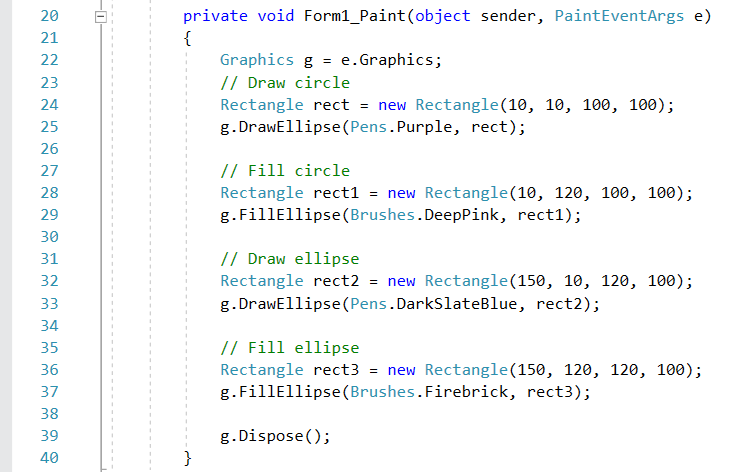 20 private void Form1_Paint(object sender, PaintEventArgs e)
21 {
22 Graphics g = e.Graphics;
23 // Draw circle
24 Rectangle rect = new Rectangle(10, 10, 100, 100);
25 g.DrawEllipse(Pens.Purple, rect);
26
27 // Fill circle
28 Rectangle rect1 = new Rectangle(10, 120, 100, 100);
29 g.FillEllipse(Brushes.DeepPink, rect1);
30
31 // Draw ellipse
32 Rectangle rect2 = new Rectangle(150, 10, 120, 100);
33 g.DrawEllipse(Pens.DarkSlateBlue, rect2);
34
35 // Fill ellipse
36 Rectangle rect3 = new Rectangle(150, 120, 120, 100);
37 g.FillEllipse(Brushes.Firebrick, rect3);
38
39 g.Dispose();
40 }